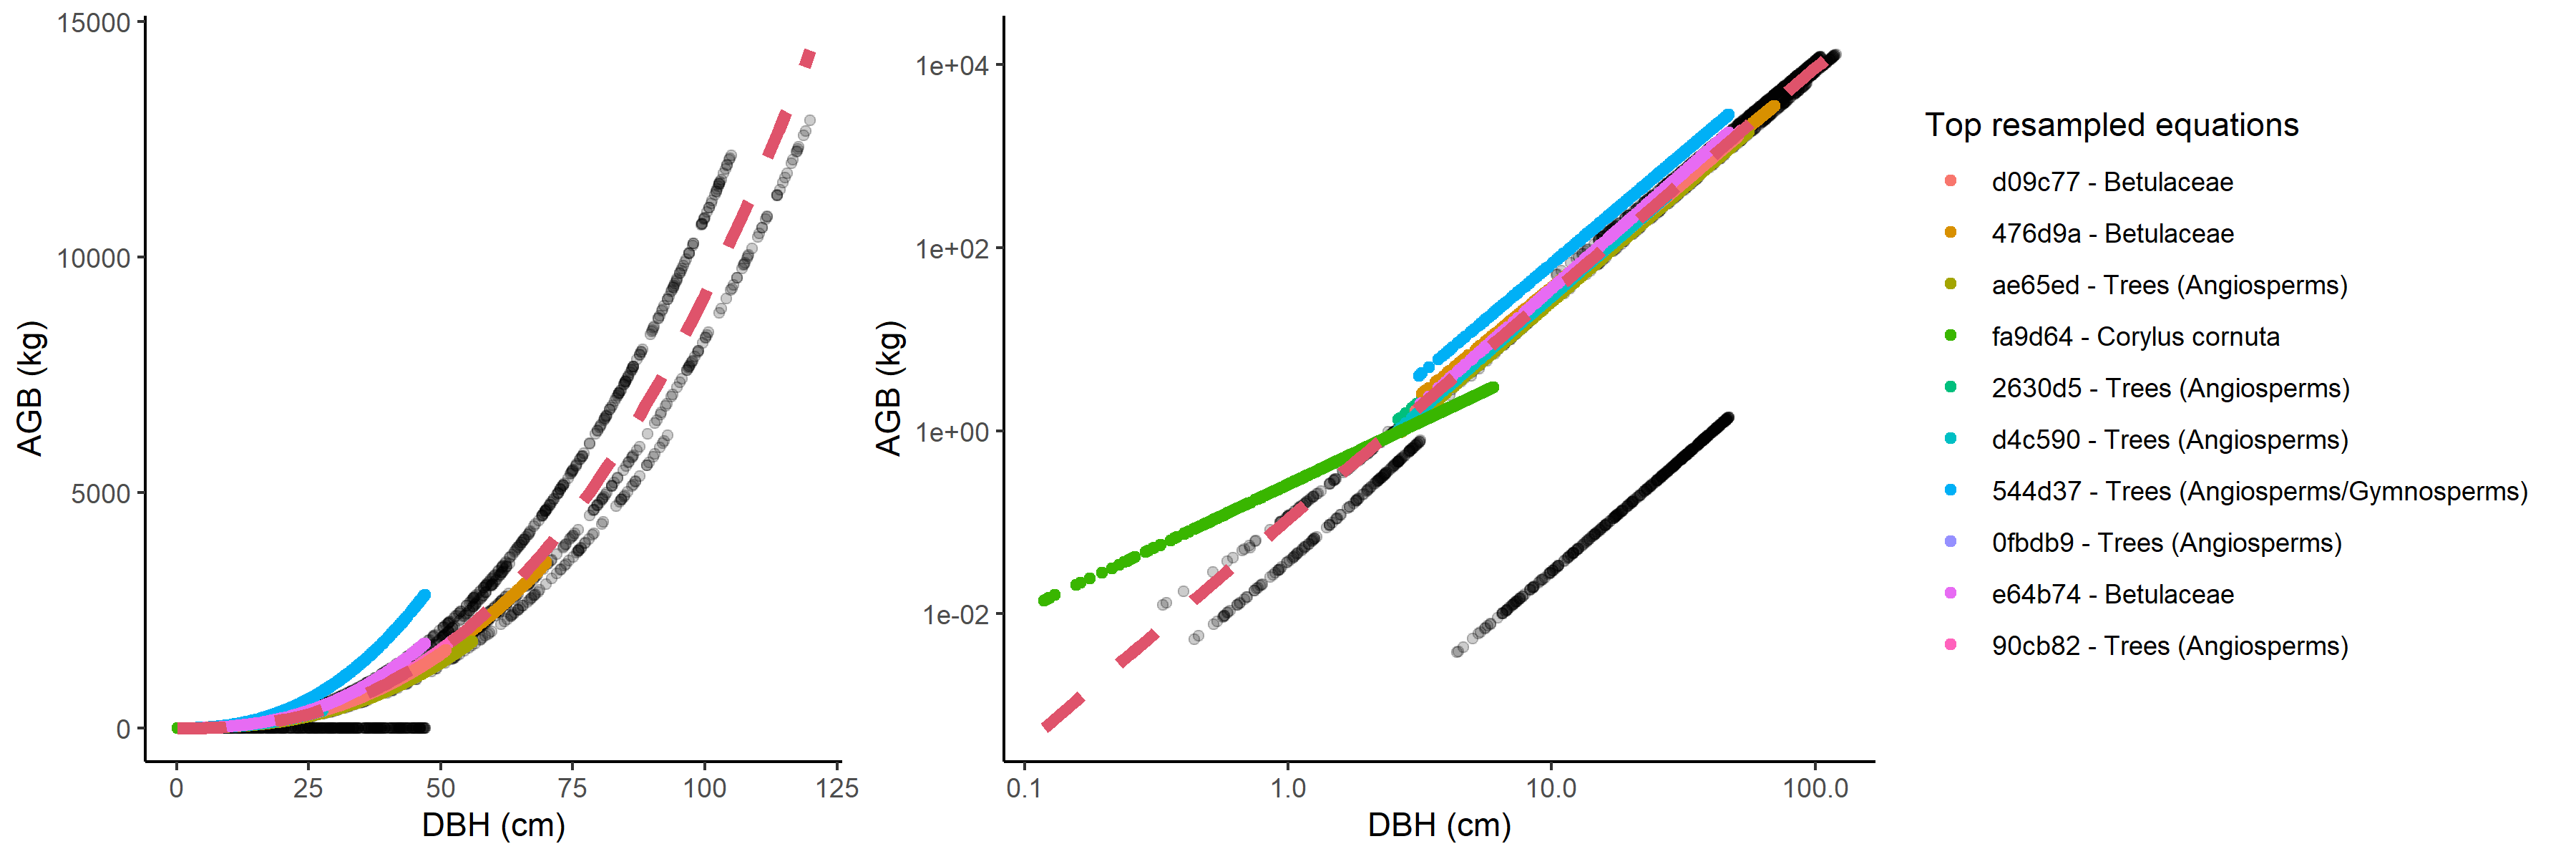 15000
10000
5000
0
AGB (kg)
0 25 50 75 100 125
DBH (cm)
1e+04
1e+02
1e+00
1e-02
AGB (kg)
0.1 1.0 10.0 100.0
DBH (cm)
Top resampled equations
d09c77 - Betulaceae
476d9a - Betulaceae
ae65ed - Trees (Angiosperms)
fa9d64 - Corylus cornuta
2630d5 - Trees (Angiosperms)
d4c590 - Trees (Angiosperms)
544d37 - Trees (Angiosperms/Gymnosperms)
0fbdb9 - Trees (Angiosperms)
e64b74 - Betulaceae
90cb82 - Trees (Angiosperms)